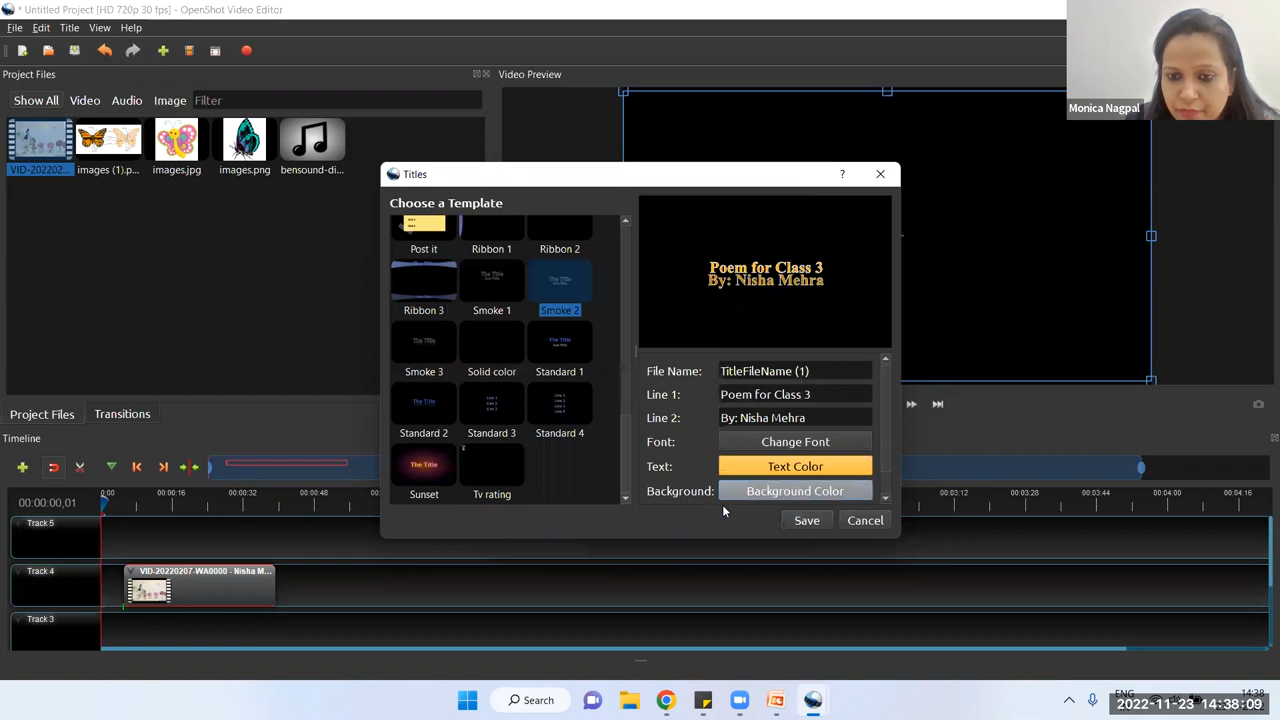 * Untitled Project [HD 720p 30 fps] - OpenShot Video Editor
File Edit Title View Help
Project Files
Video Preview
Show All Video Audio Image Filter
Monica Nagpal
VID-202202... images (1).p... images.jpg images.png bensound-di...
Titles
?
Choose a Template
Post it Ribbon 1 Ribbon 2
Ribbon 3 Smoke 1 Smoke 2
Smoke 3 Solid color Standard 1
Standard 2 Standard 3 Standard 4
Sunset Tv rating
The Title
Poem for Class 3
By: Nisha Mehra
File Name: TitleFileName (1)
Line 1: Poem for Class 3
Line 2: By: Nisha Mehra
Font: Change Font
Text: Text Color
Background: Background Color
Save Cancel
Project Files Transitions
Timeline
00:00:00,01 0:00 00:00:16 00:00:32 00:03:12 00:03:28 00:03:44 00:04:00 00:04:16
Track 5
Track 4
VID-20220207-WA0000 - Nisha M...
Track 3
Search
ENG
14:38
2022-11-23 14:38:09